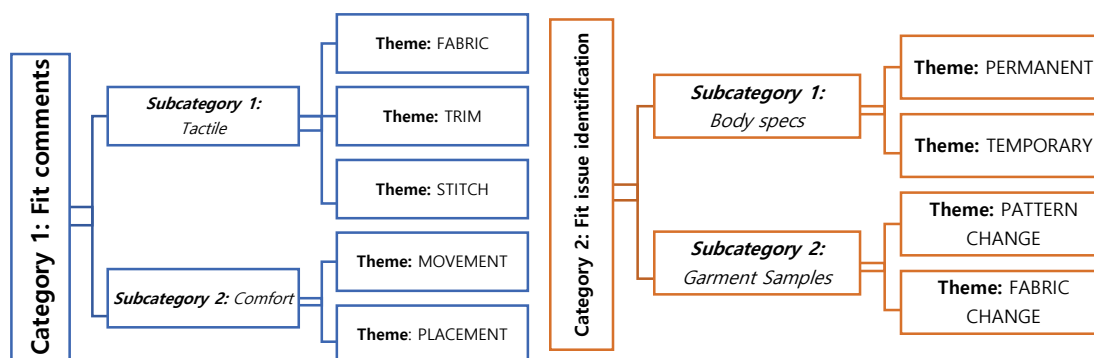 Category 1: Fit comments
Subcategory 1:
Tactile
Theme: FABRIC
Theme: TRIM
Theme: STITCH
Subcategory 2: Comfort
Theme: MOVEMENT
Theme: PLACEMENT
Category 2: Fit issue identification
Subcategory 1:
Body specs
Theme: PERMANENT
Theme: TEMPORARY
Subcategory 2:
Garment Samples
Theme: PATTERN
CHANGE
Theme: FABRIC
CHANGE